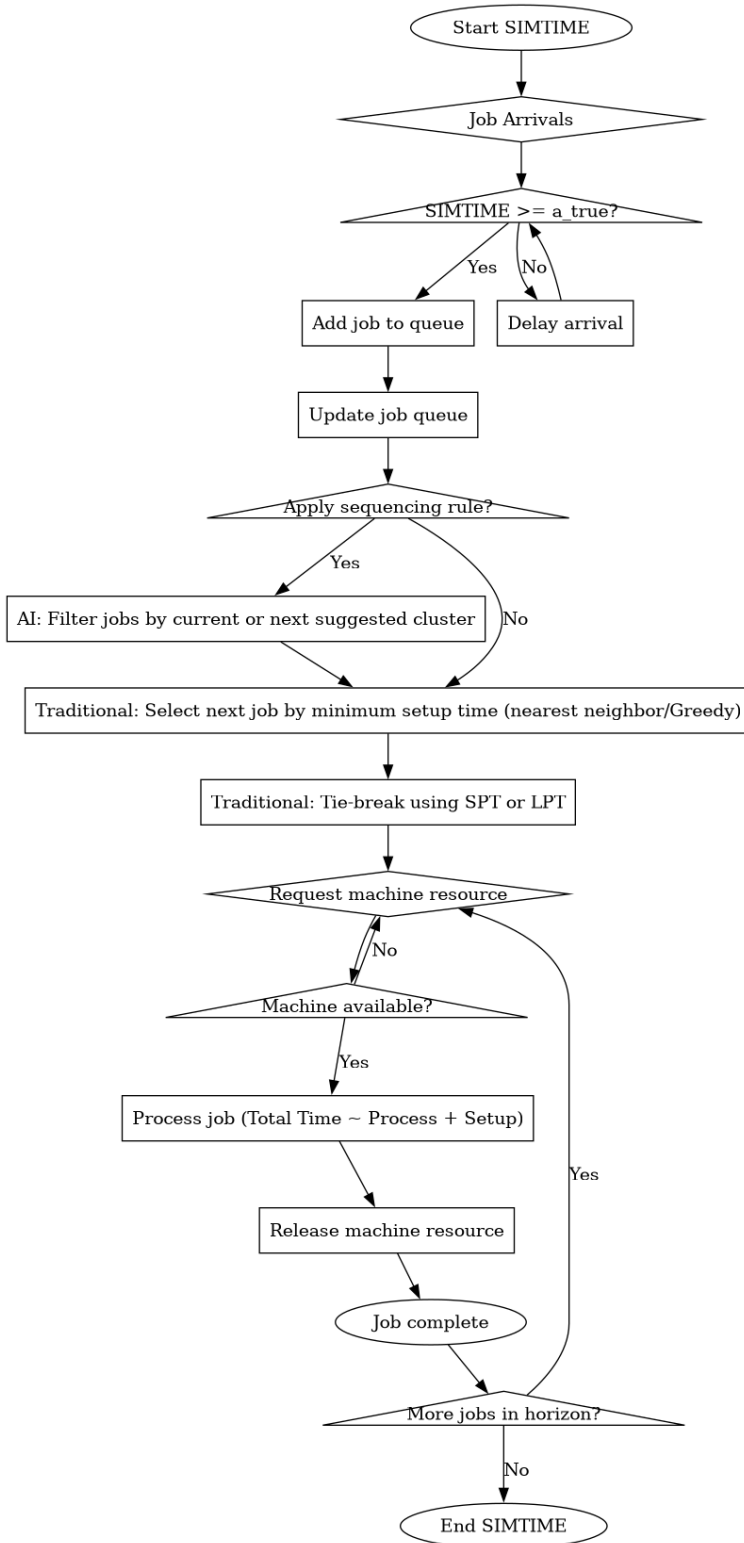 Start SIMTIME
Job Arrivals
SIMTIME >= a_true?
Yes
No
Add job to queue
Delay arrival
Update job queue
Apply sequencing rule?
Yes
AI: Filter jobs by current or next suggested cluster
No
Traditional: Select next job by minimum setup time (nearest neighbor/Greedy)
Traditional: Tie-break using SPT or LPT
Request machine resource
No
Machine available?
Yes
Process job (Total Time ~ Process + Setup)
Yes
Release machine resource
Job complete
More jobs in horizon?
No
End SIMTIME